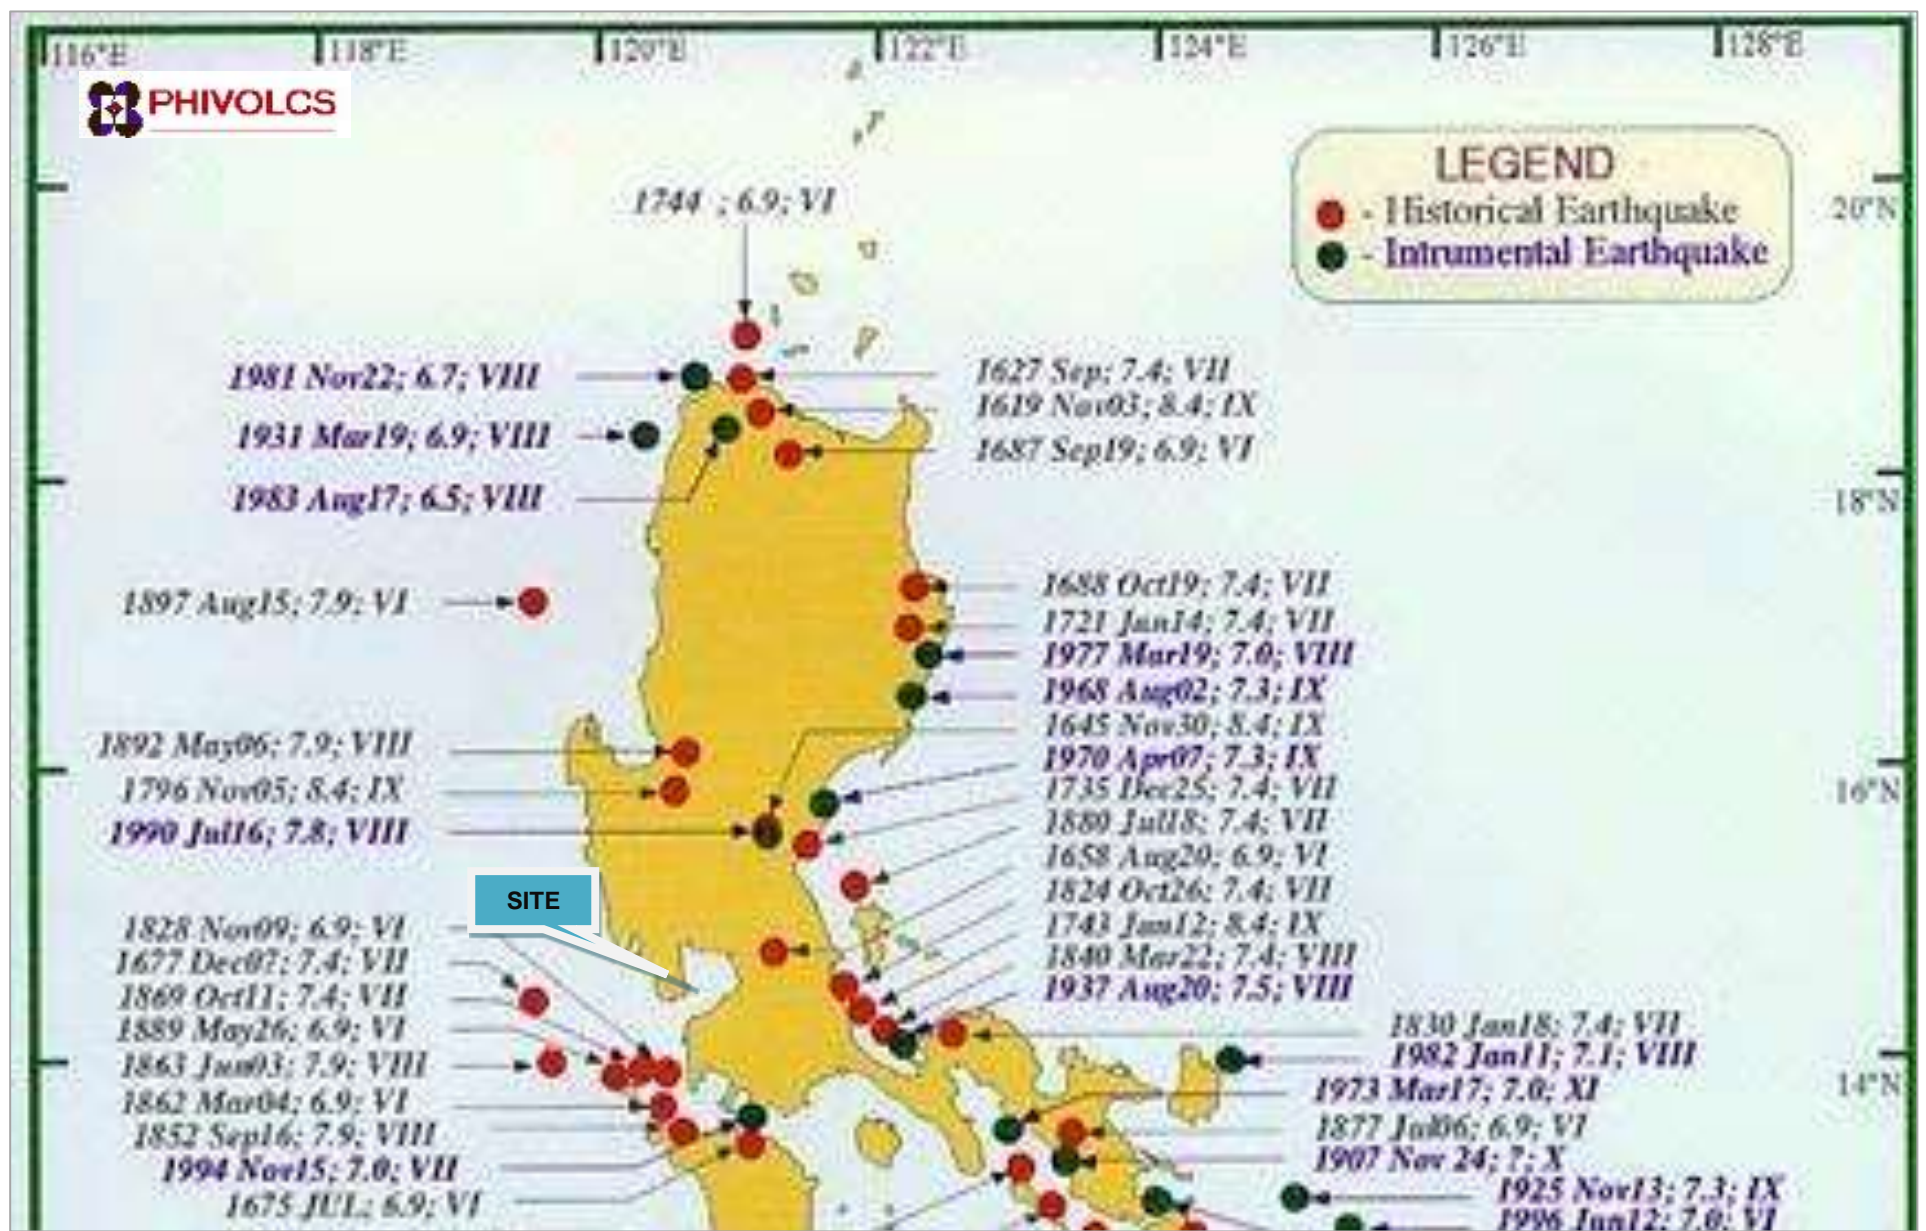 116°E 118°E 120°E 122°E 124°E 126°E 128°E
PHIVOLCS
LEGEND
- Historical Earthquake
- Intrumental Earthquake
20°N
1744 ; 6.9; VI
1981 Nov22; 6.7; VIII
1931 Mar19; 6.9; VIII
1983 Aug17; 6.5; VIII
1627 Sep; 7.4; VII
1619 Nov03; 8.4; IX
1687 Sep19; 6.9; VI
18°N
1897 Aug15; 7.9; VI
1688 Oct19; 7.4; VII
1721 Jan14; 7.4; VII
1977 Mar19; 7.0; VIII
1968 Aug02; 7.3; IX
1645 Nov30; 8.4; IX
1970 Apr07; 7.3; IX
1735 Dec25; 7.4; VII
1880 Jul18; 7.4; VII
1658 Aug20; 6.9; VI
1824 Oct26; 7.4; VII
1743 Jan12; 8.4; IX
1840 Mar22; 7.4; VIII
1937 Aug20; 7.5; VIII
16°N
1892 May06; 7.9; VIII
1796 Nov05; 8.4; IX
1990 Jul16; 7.8; VIII
SITE
1828 Nov09; 6.9; VI
1677 Dec07; 7.4; VII
1869 Oct11; 7.4; VII
1889 May26; 6.9; VI
1863 Jun03; 7.9; VIII
1862 Mar04; 6.9; VI
1852 Sep16; 7.9; VIII
1994 Nov15; 7.0; VII
1675 JUL; 6.9; VI
1830 Jan18; 7.4; VII
1982 Jan11; 7.1; VIII
14°N
1973 Mar17; 7.0; XI
1877 Jul06; 6.9; VI
1907 Nov 24; ?; X
1925 Nov13; 7.3; IX
1996 Jun12; 7.0; VI